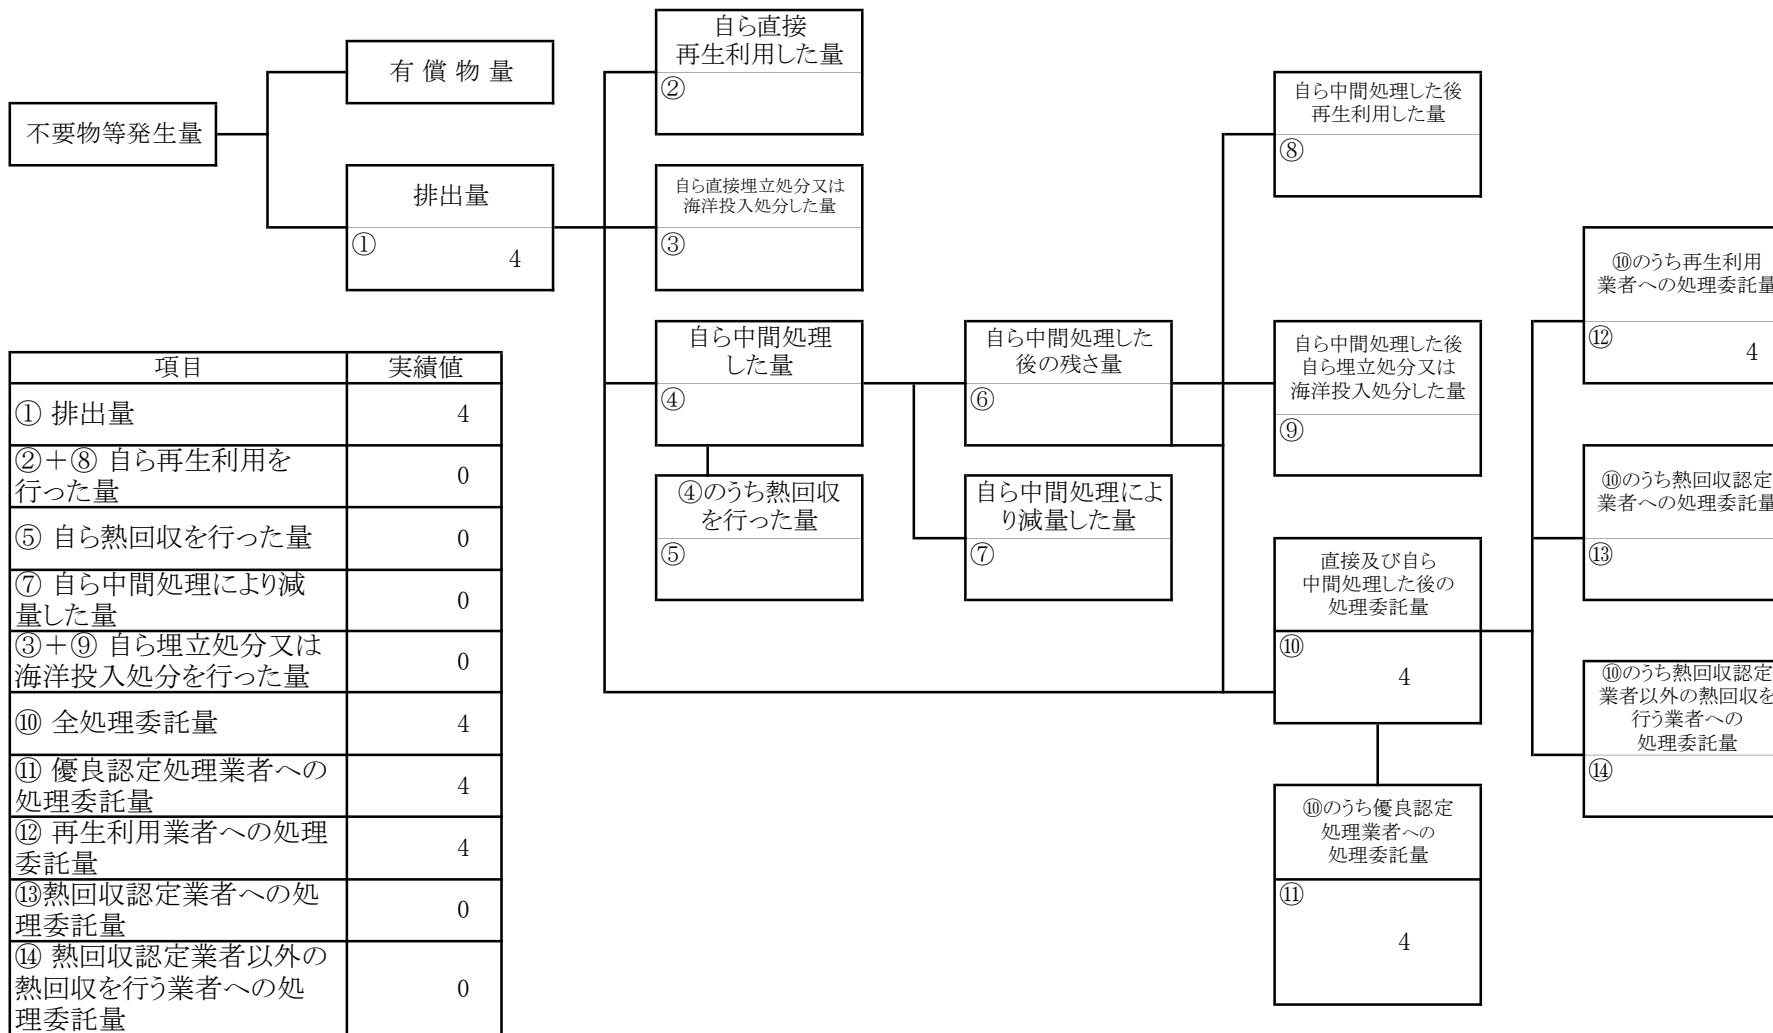 自ら直接
再生利用した量
②
有 償 物 量
不要物等発生量
排出量
①
4
自ら直接埋立処分又は
海洋投入処分した量
③
自ら中間処理した後
再生利用した量
⑧
自ら中間処理
した量
④
自ら中間処理した
後の残さ量
⑥
自ら中間処理した後
自ら埋立処分又は
海洋投入処分した量
⑨
⑩のうち再生利用
業者への処理委託量
⑫
4
④のうち熱回収
を行った量
⑤
自ら中間処理によ
り減量した量
⑦
⑩のうち熱回収認定
業者への処理委託量
⑬
直接及び自ら
中間処理した後の
処理委託量
⑩
4
⑩のうち熱回収認定
業者以外の熱回収を
行う業者への
処理委託量
⑭
⑩のうち優良認定
処理業者への
処理委託量
⑪
4
項目 実績値
① 排出量 4
②+⑧ 自ら再生利用を
行った量 0
⑤ 自ら熱回収を行った量 0
⑦ 自ら中間処理により減
量した量 0
③+⑨ 自ら埋立処分又は
海洋投入処分を行った量 0
⑩ 全処理委託量 4
⑪ 優良認定処理業者への
処理委託量 4
⑫ 再生利用業者への処理
委託量 4
⑬熱回収認定業者への処
理委託量 0
⑭ 熱回収認定業者以外の
熱回収を行う業者への処
理委託量 0